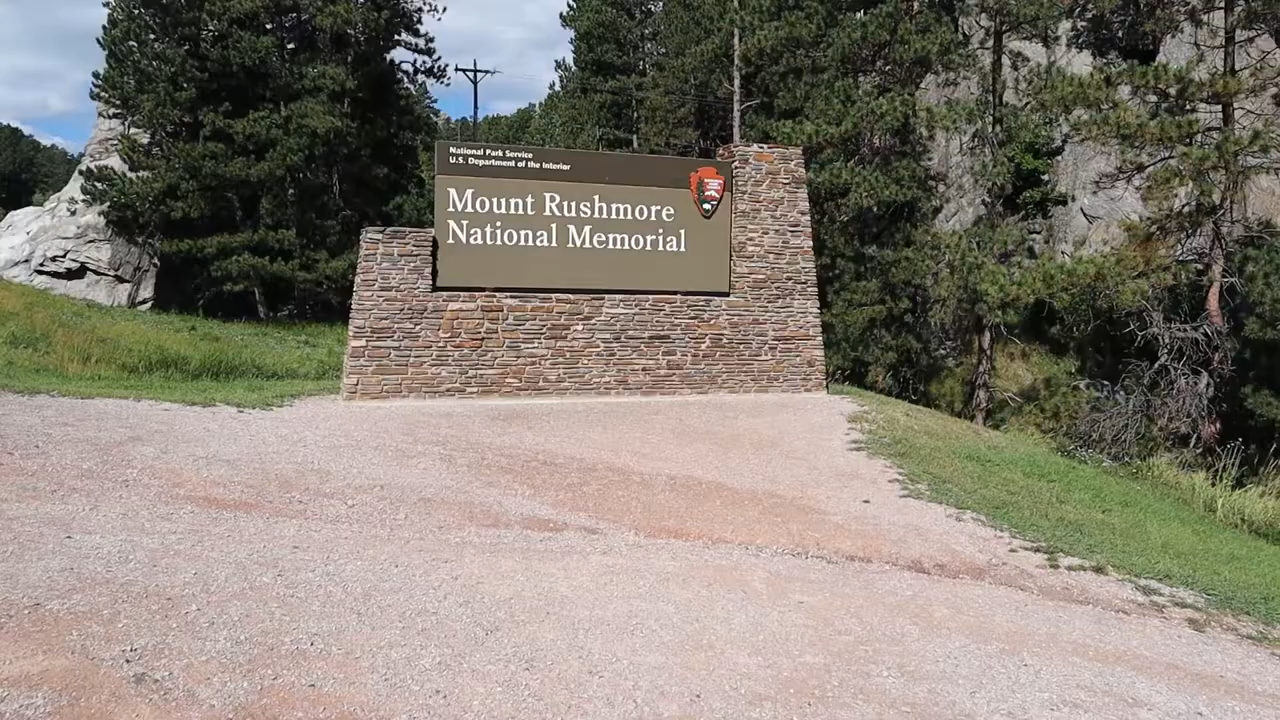 National Park Service
U.S. Department of the Interior
Mount Rushmore
National Memorial